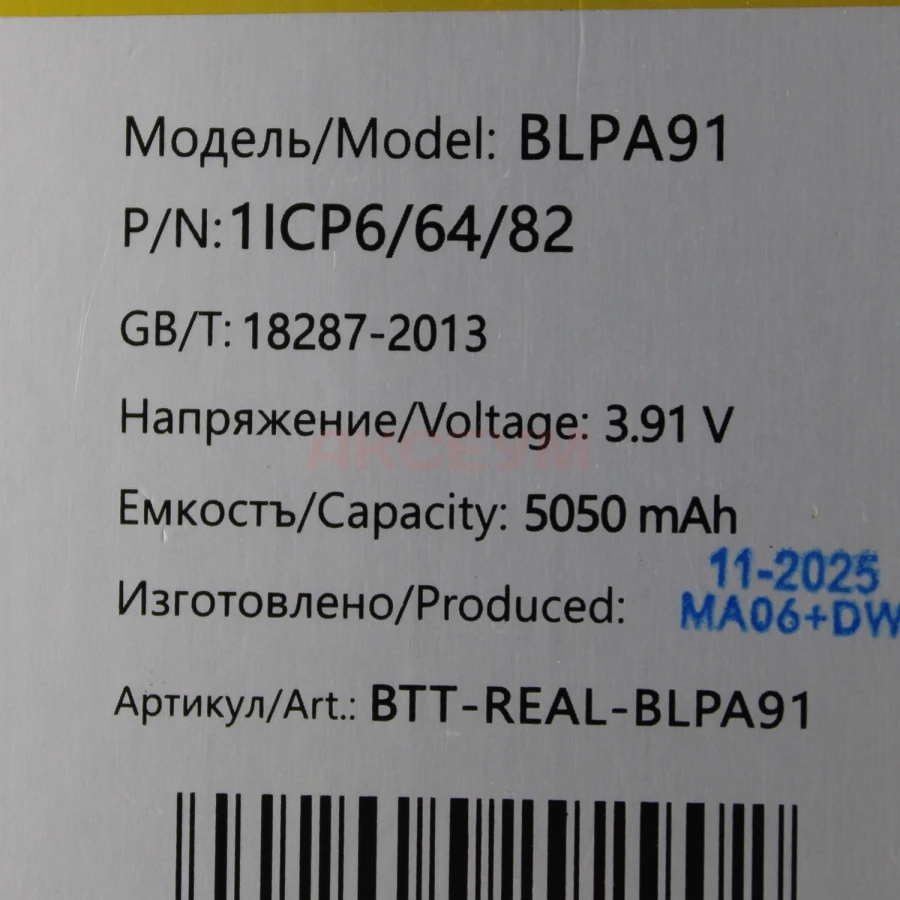 Модель/Model: BLPA91
P/N: 1ICP6/64/82
GB/T: 18287-2013
Напряжение/Voltage: 3.91 V
АКСЕУМ
Емкостъ/Capacity: 5050 mAh
11-2025
Изготовлено/Produced: MA06+DW
Артикул/Art.: BTT-REAL-BLPA91